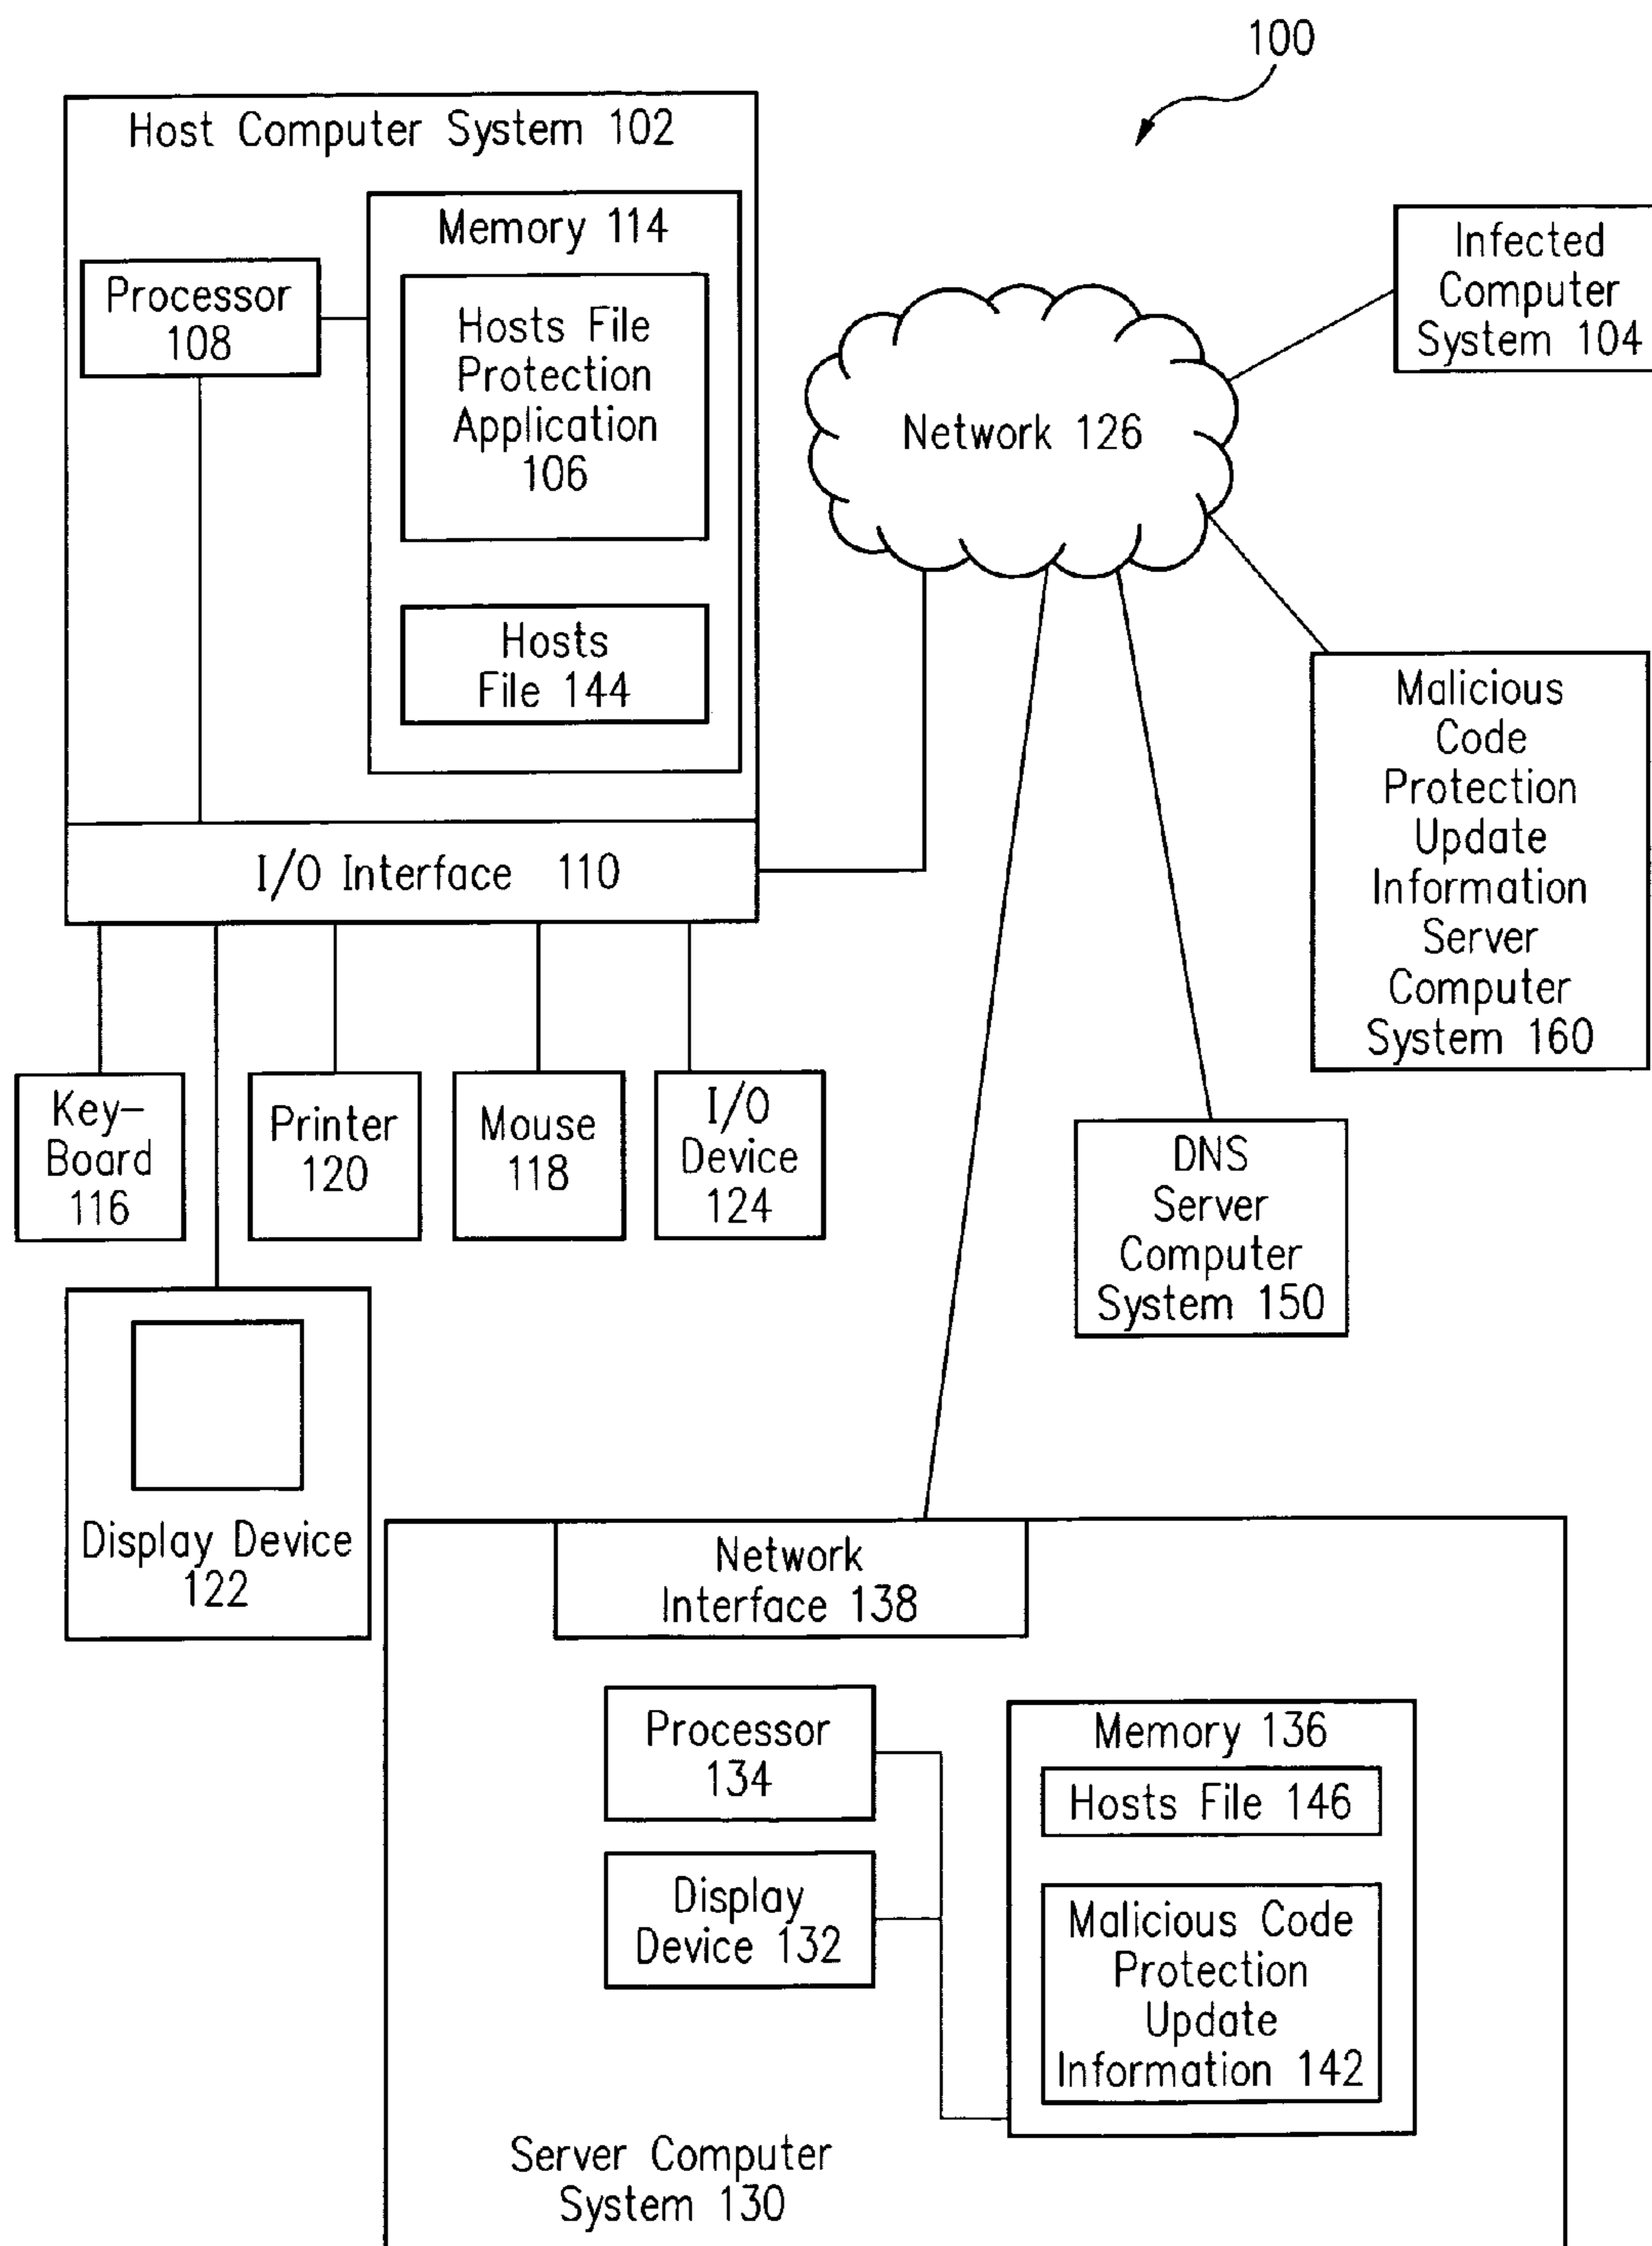 100
Host Computer System 102
Memory 114
Processor
108
Hosts File
Protection
Application
106
Hosts
File 144
I/O Interface 110
Network 126
Infected
Computer
System 104
Malicious
Code
Protection
Update
Information
Server
Computer
System 160
Key-
Board
116
Printer
120
Mouse
118
I/O
Device
124
DNS
Server
Computer
System 150
Display Device
122
Network
Interface 138
Processor
134
Display
Device 132
Memory 136
Hosts File 146
Malicious Code
Protection
Update
Information 142
Server Computer
System 130